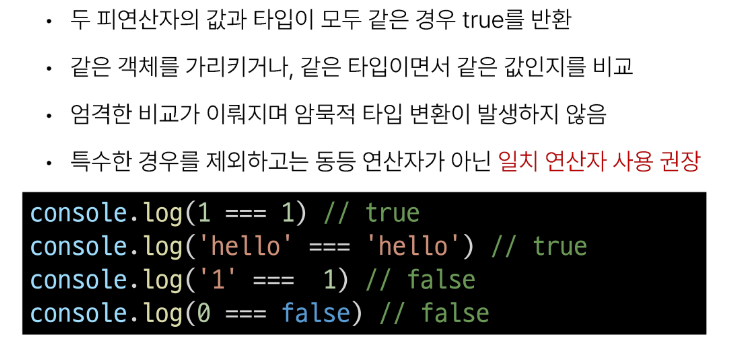 • 두 피연산자의 값과 타입이 모두 같은 경우 true를 반환
• 같은 객체를 가리키거나, 같은 타입이면서 같은 값인지를 비교
• 엄격한 비교가 이뤄지며 암묵적 타입 변환이 발생하지 않음
• 특수한 경우를 제외하고는 동등 연산자가 아닌 일치 연산자 사용 권장
console.log(1 === 1) // true
console.log('hello' === 'hello') // true
console.log('1' ===  1) // false
console.log(0 === false) // false